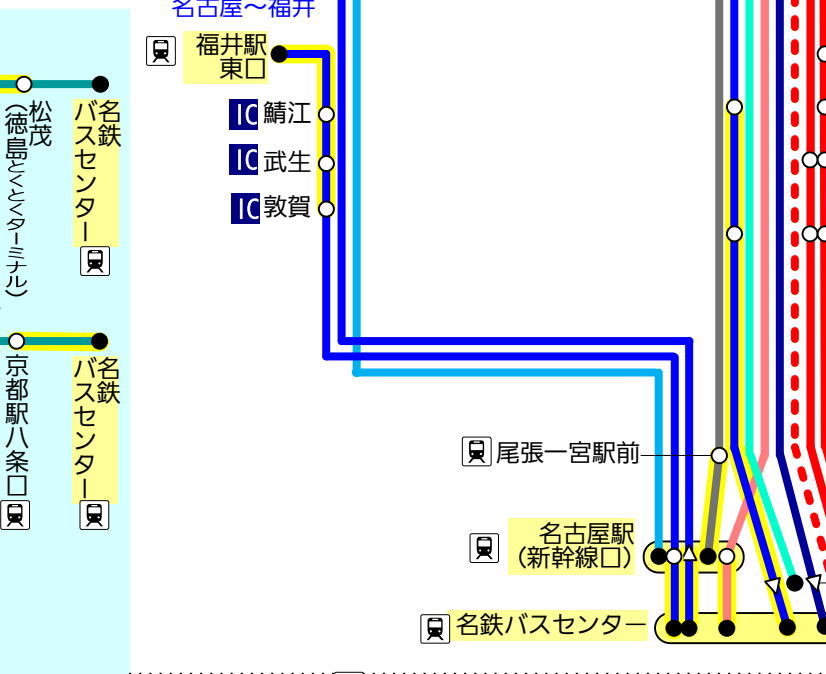 名古屋～福井
福井駅
東口
IC 鯖江
IC 武生
IC 敦賀
名鉄
バスセンター
松茂
(徳島とくとくターミナル)
名鉄
バスセンター
京都駅八条口
尾張一宮駅前
名古屋駅
(新幹線口)
名鉄バスセンター